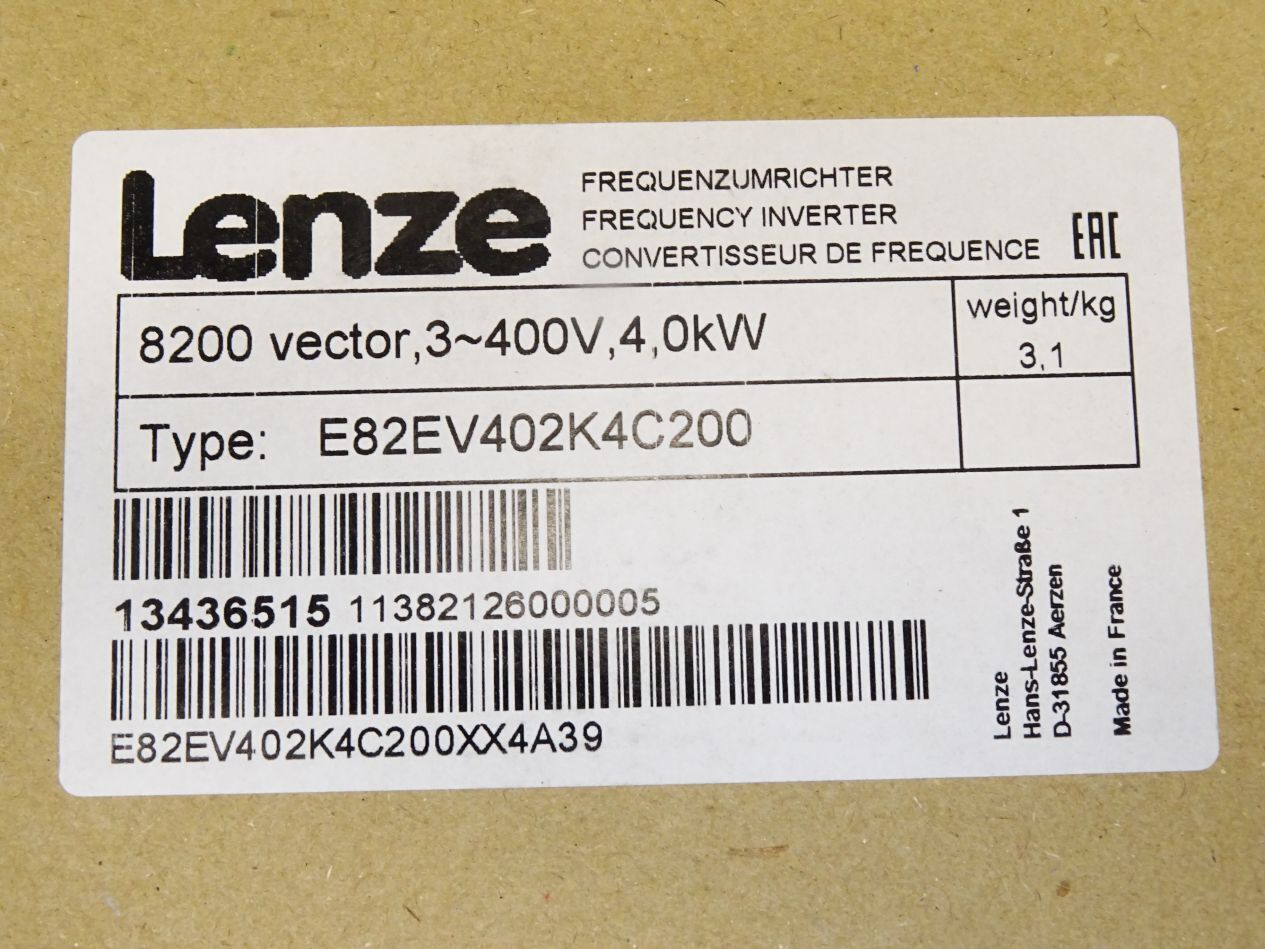 Lenze
FREQUENZUMRICHTER
FREQUENCY INVERTER
CONVERTISSEUR DE FREQUENCE
EAC
8200 vector,3~400V,4,0kW
weight/kg
3,1
Type: E82EV402K4C200
13436515 11382126000005
E82EV402K4C200XX4A39
Lenze
Hans-Lenze-Straße 1
D-31855 Aerzen
Made in France